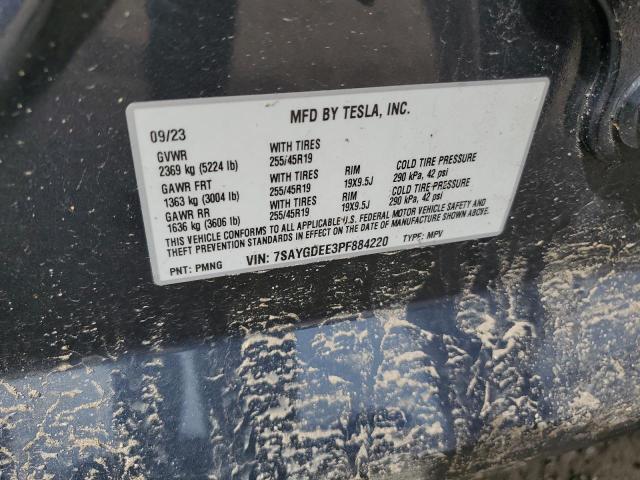 MFD BY TESLA, INC.
09/23
GVWR WITH TIRES
2369 kg (5224 lb) 255/45R19 RIM COLD TIRE PRESSURE
GAWR FRT WITH TIRES 19X9.5J 290 kPa, 42 psi
1363 kg (3004 lb) 255/45R19 RIM COLD TIRE PRESSURE
GAWR RR WITH TIRES 19X9.5J 290 kPa, 42 psi
1636 kg (3606 lb) 255/45R19
THIS VEHICLE CONFORMS TO ALL APPLICABLE U.S. FEDERAL MOTOR VEHICLE SAFETY AND
THEFT PREVENTION STANDARDS IN EFFECT ON THE DATE OF MANUFACTURE SHOWN ABOVE.
PNT: PMNG VIN: 7SAYGDEE3PF884220 TYPE: MPV